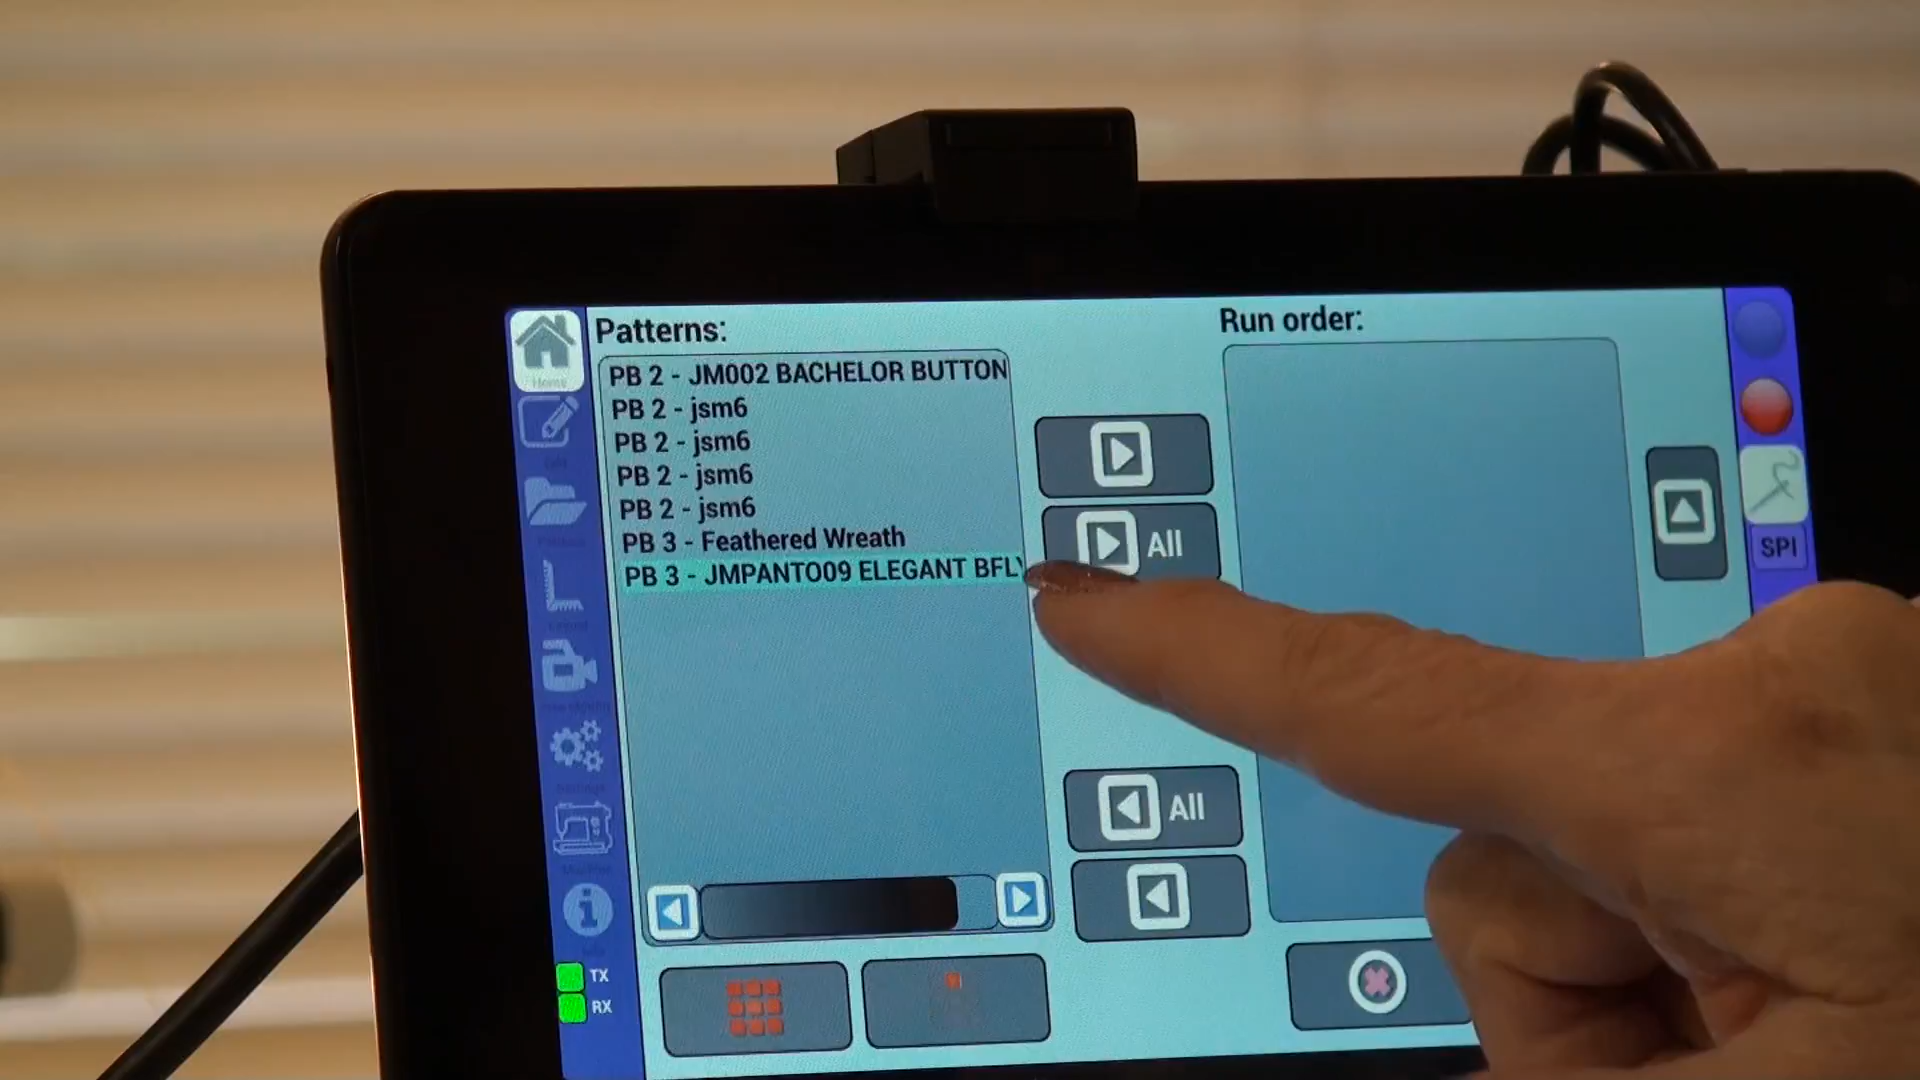 Patterns:
Run order:
Home
PB 2 - JM002 BACHELOR BUTTON
PB 2 - jsm6
PB 2 - jsm6
PB 2 - jsm6
PB 2 - jsm6
PB 3 - Feathered Wreath
PB 3 - JMPANTO09 ELEGANT BFLY
All
SPI
All
TX
RX